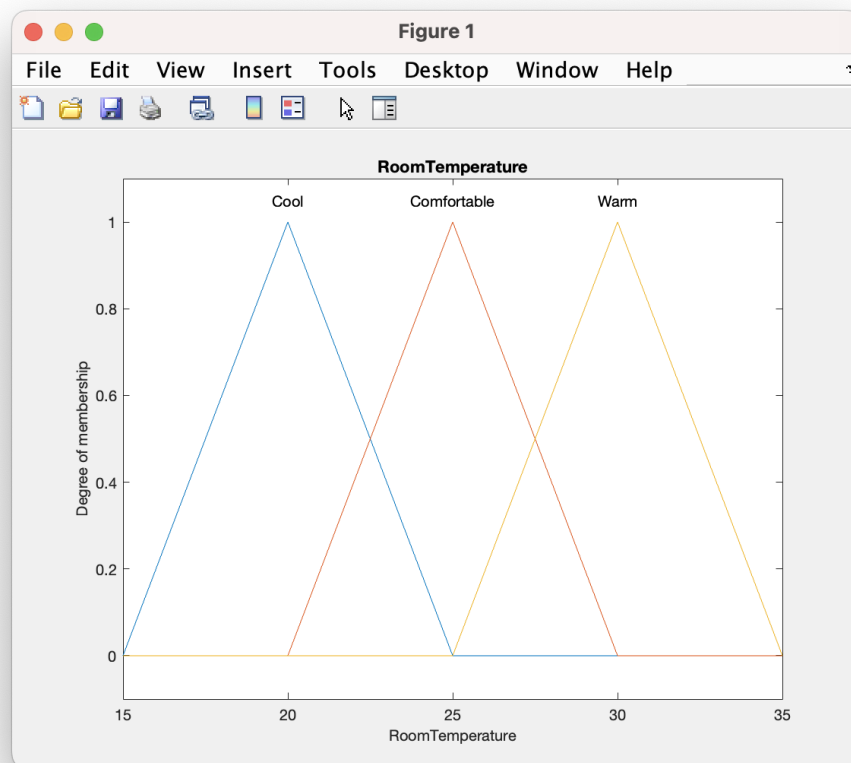 Figure 1
File Edit View Insert Tools Desktop Window Help
RoomTemperature
Cool Comfortable Warm
1
0.8
0.6
0.4
0.2
0
Degree of membership
15 20 25 30 35
RoomTemperature